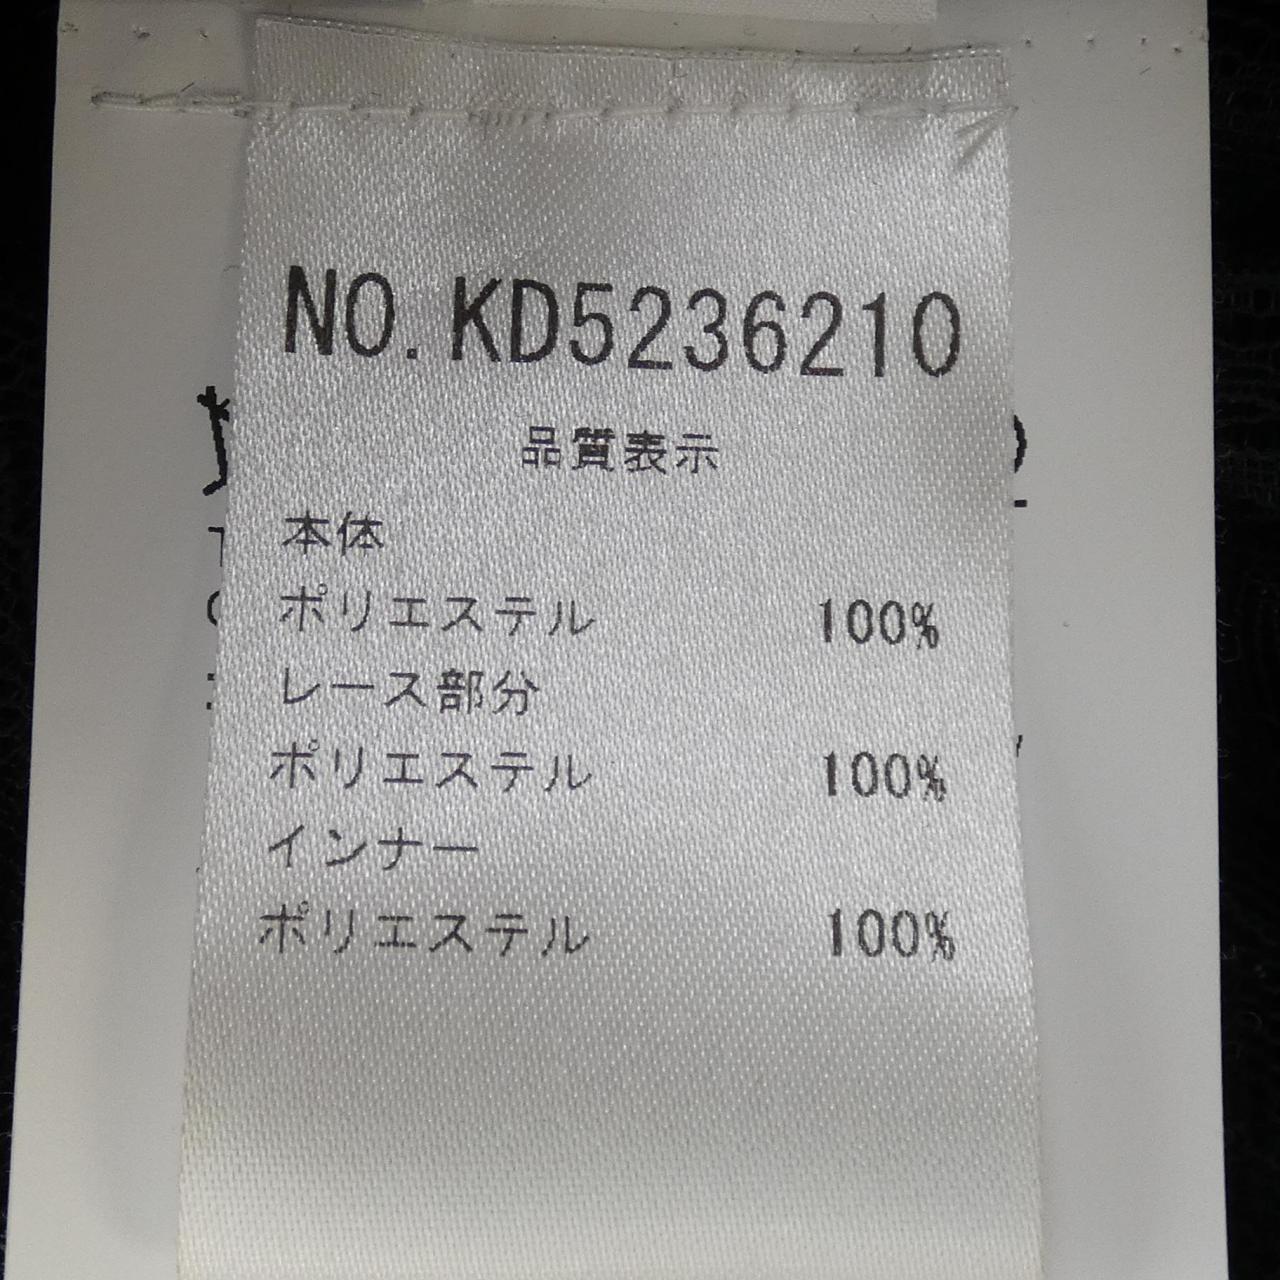 NO.KD5236210
品質表示
本体
ポリエステル 100%
レース部分
ポリエステル 100%
インナー
ポリエステル 100%